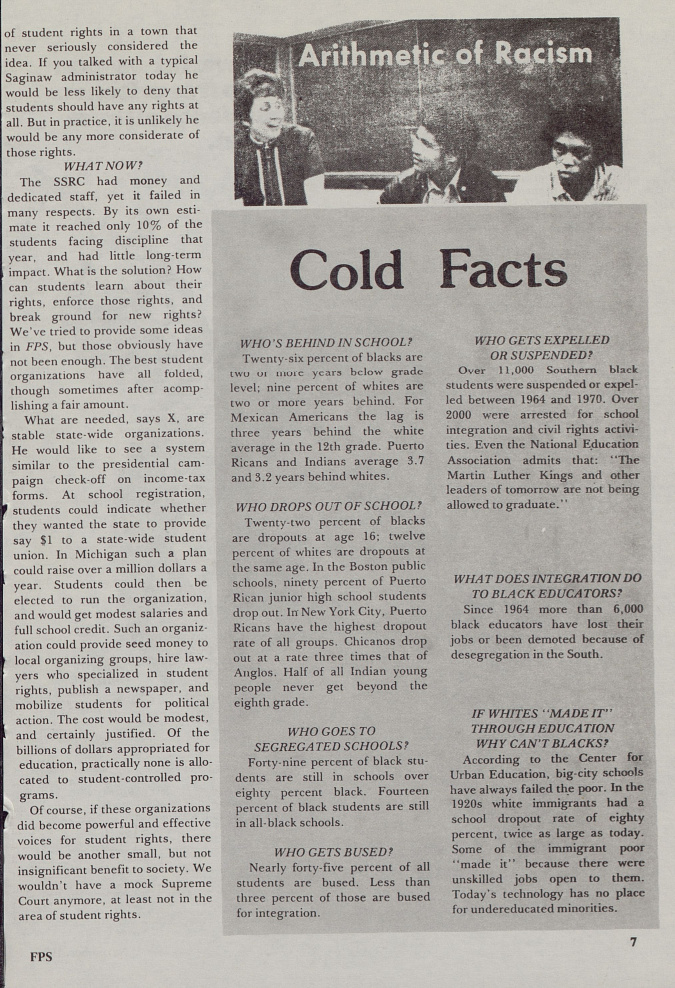 of student rights in a town that
never seriously considered the
idea. If you talked with a typical
Saginaw administrator today he
would be less likely to deny that
students should have any rights at
all. But in practice, it is unlikely he
would be any more considerate of
those rights.
WHAT NOW?
The SSRC had money and
dedicated staff, yet it failed in
many respects. By its own esti-
mate it reached only 10% of the
students facing discipline that
year, and had little long-term
impact. What is the solution? How
can students learn about their
rights, enforce those rights, and
break ground for new rights?
We've tried to provide some ideas
in FPS, but those obviously have
not been enough. The best student
organizations have all folded,
though sometimes after acomp-
lishing a fair amount.
What are needed, says X, are
stable state-wide organizations.
He would like to see a system
similar to the presidential cam-
paign check-off on income-tax
forms. At school registration,
students could indicate whether
they wanted the state to provide
say $1 to a state-wide student
union. In Michigan such a plan
could raise over a million dollars a
year. Students could then be
elected to run the organization,
and would get modest salaries and
full school credit. Such an organiz-
ation could provide seed money to
local organizing groups, hire law-
yers who specialized in student
rights, publish a newspaper, and
mobilize students for political
action. The cost would be modest,
and certainly justified. Of the
billions of dollars appropriated for
education, practically none is allo-
cated to student-controlled pro-
grams.
Of course, if these organizations
did become powerful and effective
voices for student rights, there
would be another small, but not
insignificant benefit to society. We
wouldn't have a mock Supreme
Court anymore, at least not in the
area of student rights.
Arithmetic of Racism
Cold Facts
WHO'S BEHIND IN SCHOOL?
Twenty-six percent of blacks are
two or more years below grade
level; nine percent of whites are
two or more years behind. For
Mexican Americans the lag is
three years behind the white
average in the 12th grade. Puerto
Ricans and Indians average 3.7
and 3.2 years behind whites.
WHO DROPS OUT OF SCHOOL?
Twenty-two percent of blacks
are dropouts at age 16; twelve
percent of whites are dropouts at
the same age. In the Boston public
schools, ninety percent of Puerto
Rican junior high school students
drop out. In New York City, Puerto
Ricans have the highest dropout
rate of all groups. Chicanos drop
out at a rate three times that of
Anglos. Half of all Indian young
people never get beyond the
eighth grade.
WHO GOES TO
SEGREGATED SCHOOLS?
Forty-nine percent of black stu-
dents are still in schools over
eighty percent black. Fourteen
percent of black students are still
in all-black schools.
WHO GETS BUSED?
Nearly forty-five percent of all
students are bused. Less than
three percent of those are bused
for integration.
WHO GETS EXPELLED
OR SUSPENDED?
Over 11,000 Southern black
students were suspended or expel-
led between 1964 and 1970. Over
2000 were arrested for school
integration and civil rights activi-
ties. Even the National Education
Association admits that: "The
Martin Luther Kings and other
leaders of tomorrow are not being
allowed to graduate."
WHAT DOES INTEGRATION DO
TO BLACK EDUCATORS?
Since 1964 more than 6,000
black educators have lost their
jobs or been demoted because of
desegregation in the South.
IF WHITES "MADE IT"
THROUGH EDUCATION
WHY CAN'T BLACKS?
According to the Center for
Urban Education, big-city schools
have always failed the poor. In the
1920s white immigrants had a
school dropout rate of eighty
percent, twice as large as today.
Some of the immigrant poor
"made it" because there were
unskilled jobs open to them.
Today's technology has no place
for undereducated minorities.
FPS
7